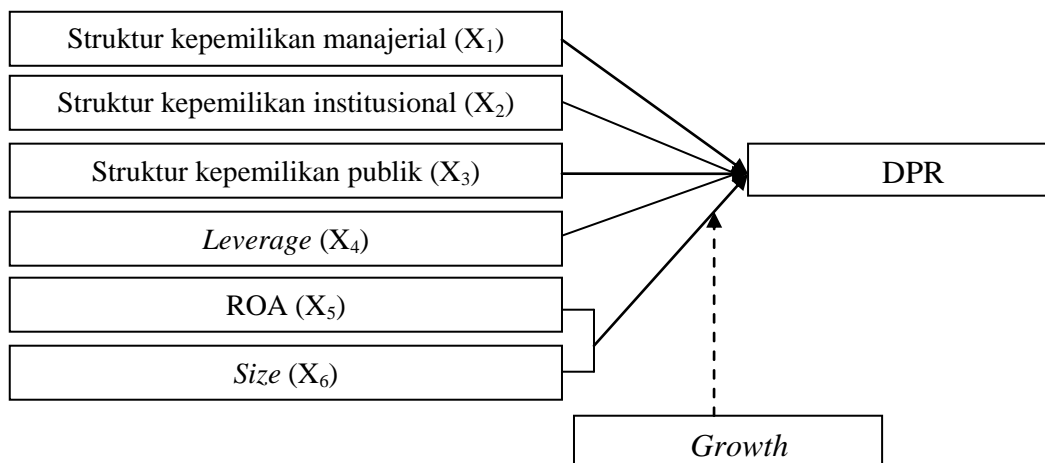 Struktur kepemilikan manajerial (X₁)
Struktur kepemilikan institusional (X₂)
Struktur kepemilikan publik (X₃)
DPR
Leverage (X₄)
ROA (X₅)
Size (X₆)
Growth